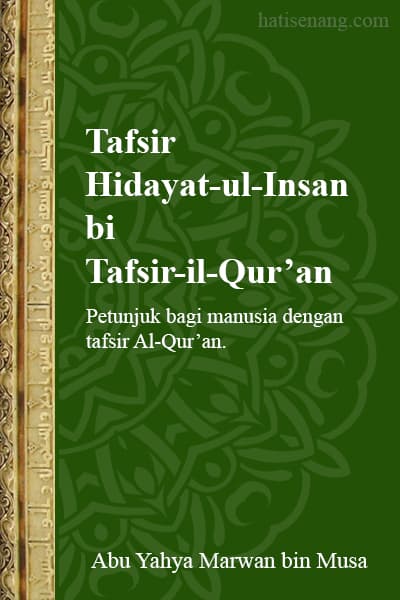 hatisenang.com
Tafsir
Hidayat-ul-Insan
bi
Tafsir-il-Qur’an
Petunjuk bagi manusia dengan
tafsir Al-Qur’an.
Abu Yahya Marwan bin Musa